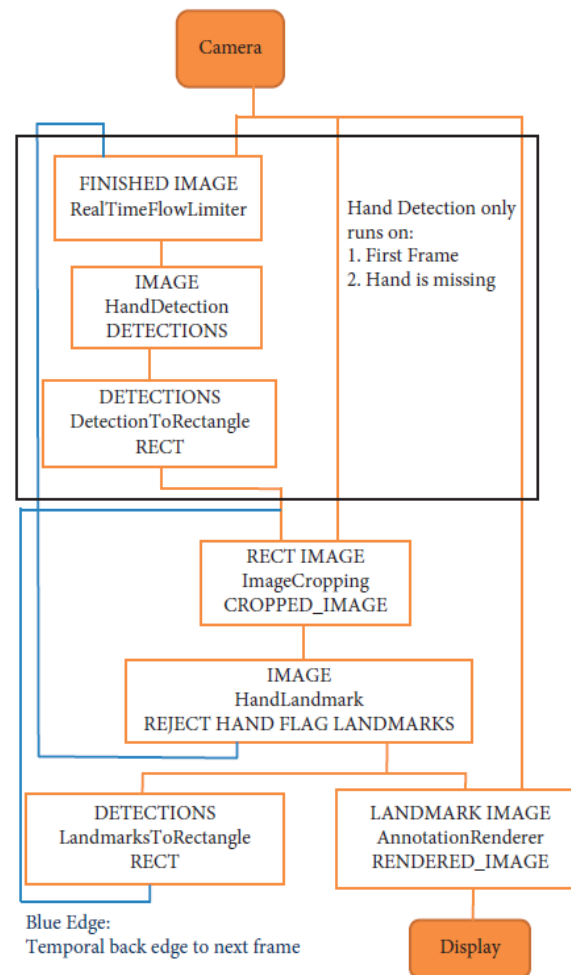 Camera
FINISHED IMAGE
RealTimeFlowLimiter
Hand Detection only
runs on:
1. First Frame
2. Hand is missing
IMAGE
HandDetection
DETECTIONS
DETECTIONS
DetectionToRectangle
RECT
RECT IMAGE
ImageCropping
CROPPED_IMAGE
IMAGE
HandLandmark
REJECT HAND FLAG LANDMARKS
DETECTIONS
LandmarksToRectangle
RECT
LANDMARK IMAGE
AnnotationRenderer
RENDERED_IMAGE
Blue Edge:
Temporal back edge to next frame
Display